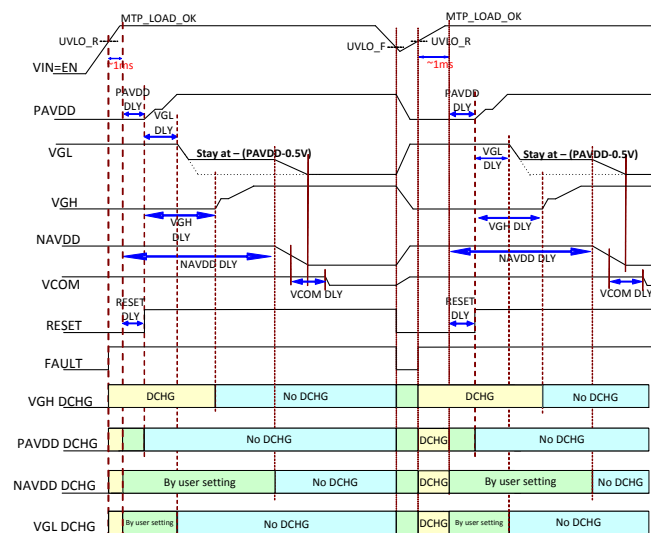 MTP_LOAD_OK
MTP_LOAD_OK
UVLO_R
UVLO_F
UVLO_R
~1ms
~1ms
VIN=EN
PAVDD
DLY
VGL
DLY
PAVDD
DLY
PAVDD
VGL
Stay at – (PAVDD-0.5V)
VGL
DLY
Stay at – (PAVDD-0.5V)
VGH
VGH
DLY
VGH DLY
NAVDD
NAVDD DLY
NAVDD DLY
VCOM
VCOM DLY
VCOM DLY
RESET
DLY
RESET
DLY
RESET
FAULT
VGH DCHG
DCHG
No DCHG
DCHG
No DCHG
PAVDD DCHG
No DCHG
DCHG
No DCHG
NAVDD DCHG
By user setting
No DCHG
DCHG
By user setting
No DCHG
VGL DCHG
By user setting
No DCHG
DCHG
By user setting
No DCHG